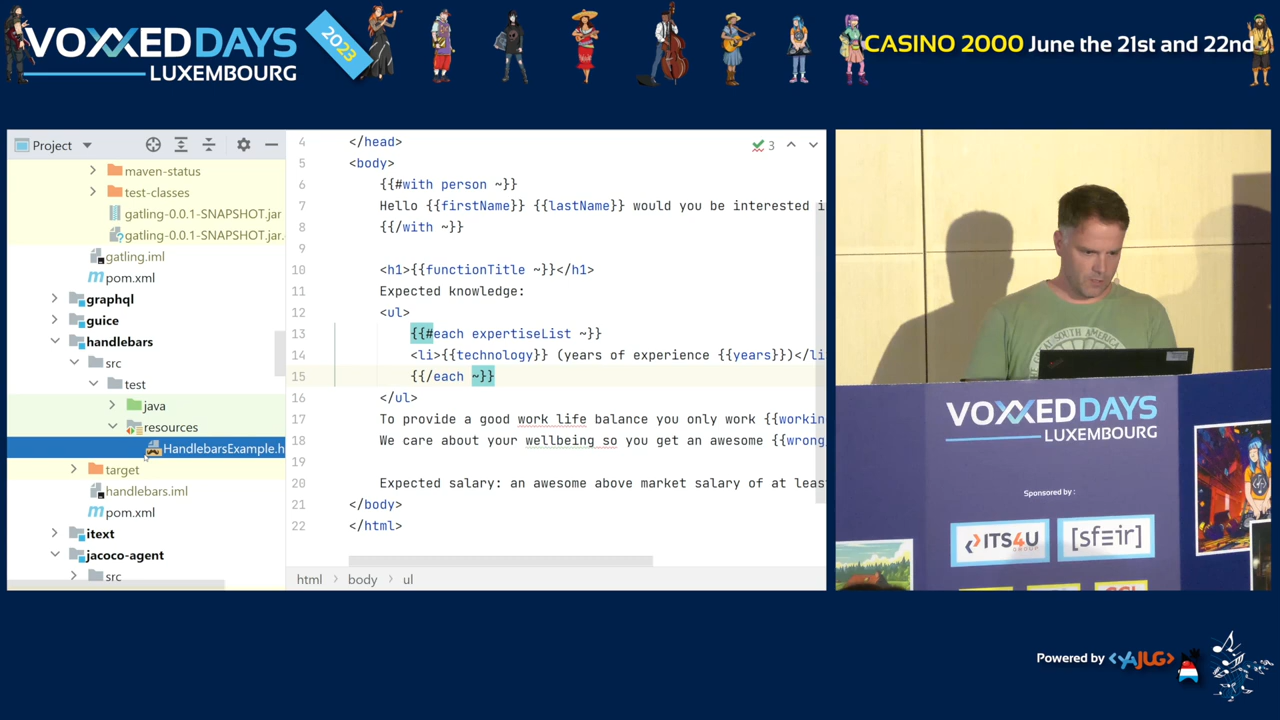 VOXXEDDAYS
LUXEMBOURG
2023
CASINO 2000 June the 21st and 22nd
Project
maven-status
test-classes
gatling-0.0.1-SNAPSHOT.jar
gatling-0.0.1-SNAPSHOT.jar.
gatling.iml
pom.xml
graphql
guice
handlebars
src
test
java
resources
HandlebarsExample.h
target
handlebars.iml
pom.xml
itext
jacoco-agent
src
3
4 </head>
5 <body>
6 {{#with person ~}}
7 Hello {{firstName}} {{lastName}} would you be interested i
8 {{/with ~}}
9
10 <h1>{{functionTitle ~}}</h1>
11 Expected knowledge:
12 <ul>
13 {{#each expertiseList ~}}
14 <li>{{technology}} (years of experience {{years}})</li
15 {{/each ~}}
16 </ul>
17 To provide a good work life balance you only work {{workin
18 We care about your wellbeing so you get an awesome {{wrong
19
20 Expected salary: an awesome above market salary of at leas
21 </body>
22 </html>
html > body > ul
VOXXEDDAYS
LUXEMBOURG
Sponsored by :
ITS4U
GROUP
[sfeir]
Powered by <YAJUG>